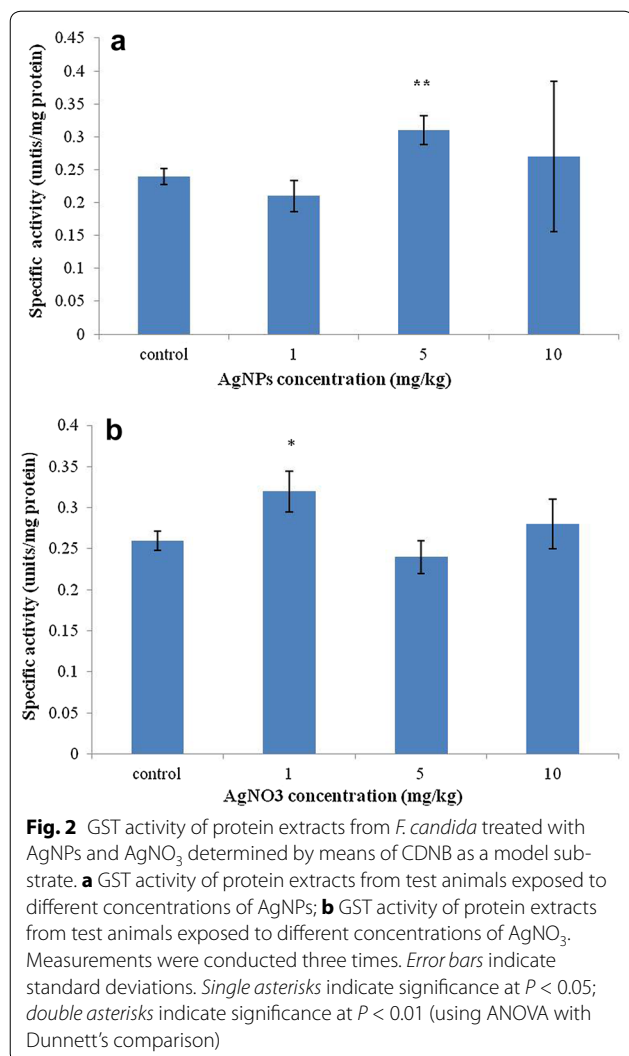 a
0.45
0.4
0.35
0.3
0.25
0.2
0.15
0.1
0.05
0
Specific activity (untis/mg protein)
**
control 1 5 10
AgNPs concentration (mg/kg)
b
0.4
0.35
0.3
0.25
0.2
0.15
0.1
0.05
0
Specific activity (units/mg protein)
*
control 1 5 10
AgNO3 concentration (mg/kg)
Fig. 2 GST activity of protein extracts from F. candida treated with
AgNPs and AgNO₃ determined by means of CDNB as a model sub-
strate. a GST activity of protein extracts from test animals exposed to
different concentrations of AgNPs; b GST activity of protein extracts
from test animals exposed to different concentrations of AgNO₃.
Measurements were conducted three times. Error bars indicate
standard deviations. Single asterisks indicate significance at P < 0.05;
double asterisks indicate significance at P < 0.01 (using ANOVA with
Dunnett's comparison)